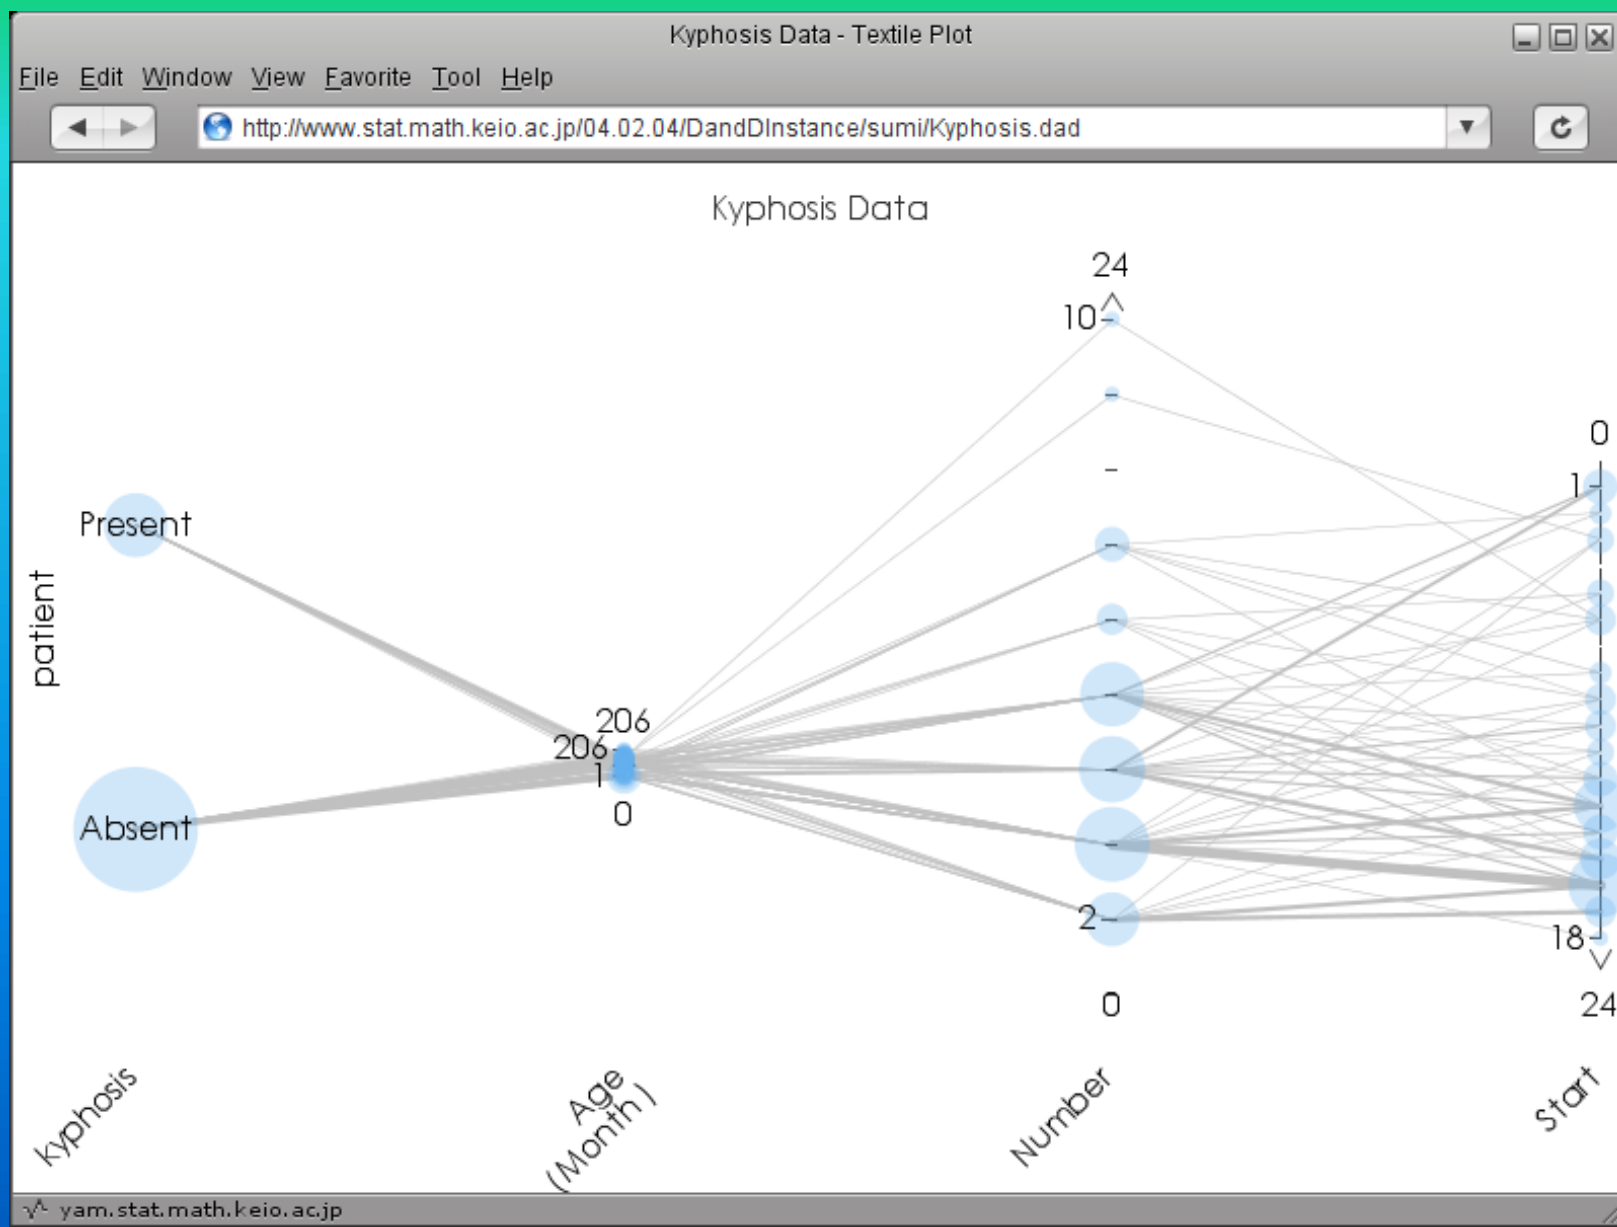 Kyphosis Data - Textile Plot
File Edit Window View Favorite Tool Help
http://www.stat.math.keio.ac.jp/04.02.04/DandDInstance/sumi/Kyphosis.dad
Kyphosis Data
24
10
0
1
Present
patient
206
206
1
0
Absent
2
18
0
24
kyphosis
Age
(Month)
Number
Start
yam.stat.math.keio.ac.jp